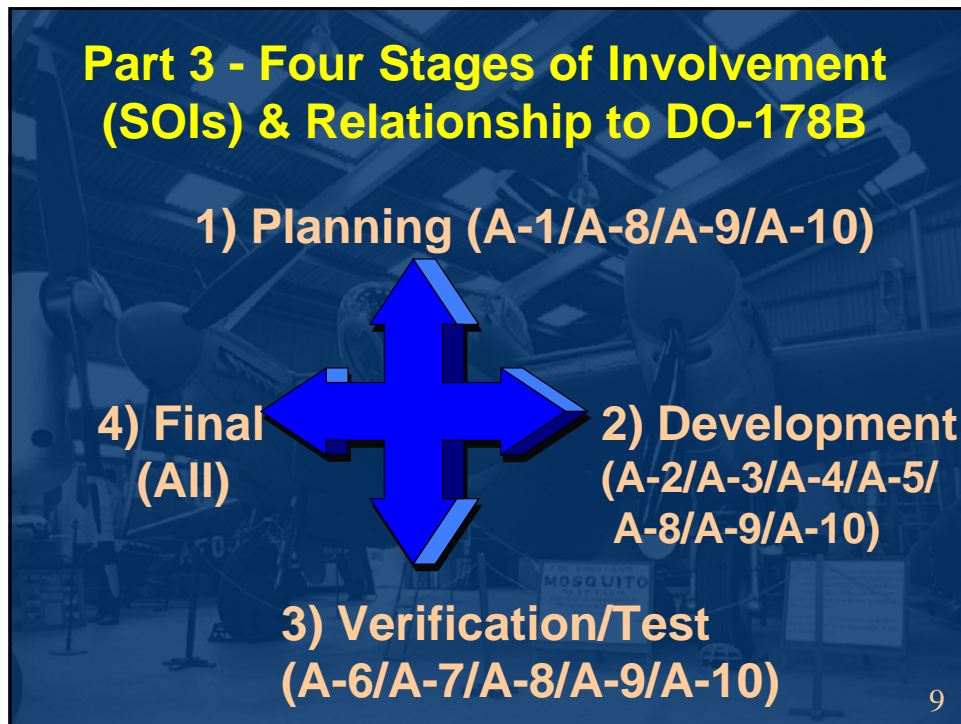 Part 3 - Four Stages of Involvement
(SOIs) & Relationship to DO-178B
1) Planning (A-1/A-8/A-9/A-10)
4) Final
(All)
2) Development
(A-2/A-3/A-4/A-5/
A-8/A-9/A-10)
MOSQUITO
3) Verification/Test
(A-6/A-7/A-8/A-9/A-10)
9